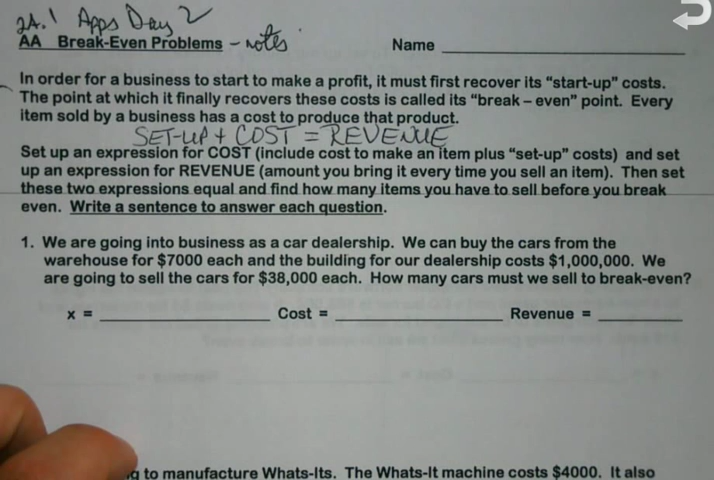 2A.1 Apps Day 2
AA Break-Even Problems - notes Name
In order for a business to start to make a profit, it must first recover its "start-up" costs.
The point at which it finally recovers these costs is called its "break – even" point. Every
item sold by a business has a cost to produce that product.
SET-UP + COST = REVENUE
Set up an expression for COST (include cost to make an item plus "set-up" costs) and set
up an expression for REVENUE (amount you bring it every time you sell an item). Then set
these two expressions equal and find how many items you have to sell before you break
even. Write a sentence to answer each question.
1. We are going into business as a car dealership. We can buy the cars from the
warehouse for $7000 each and the building for our dealership costs $1,000,000. We
are going to sell the cars for $38,000 each. How many cars must we sell to break-even?
x = Cost = Revenue =
to manufacture Whats-Its. The Whats-It machine costs $4000. It also